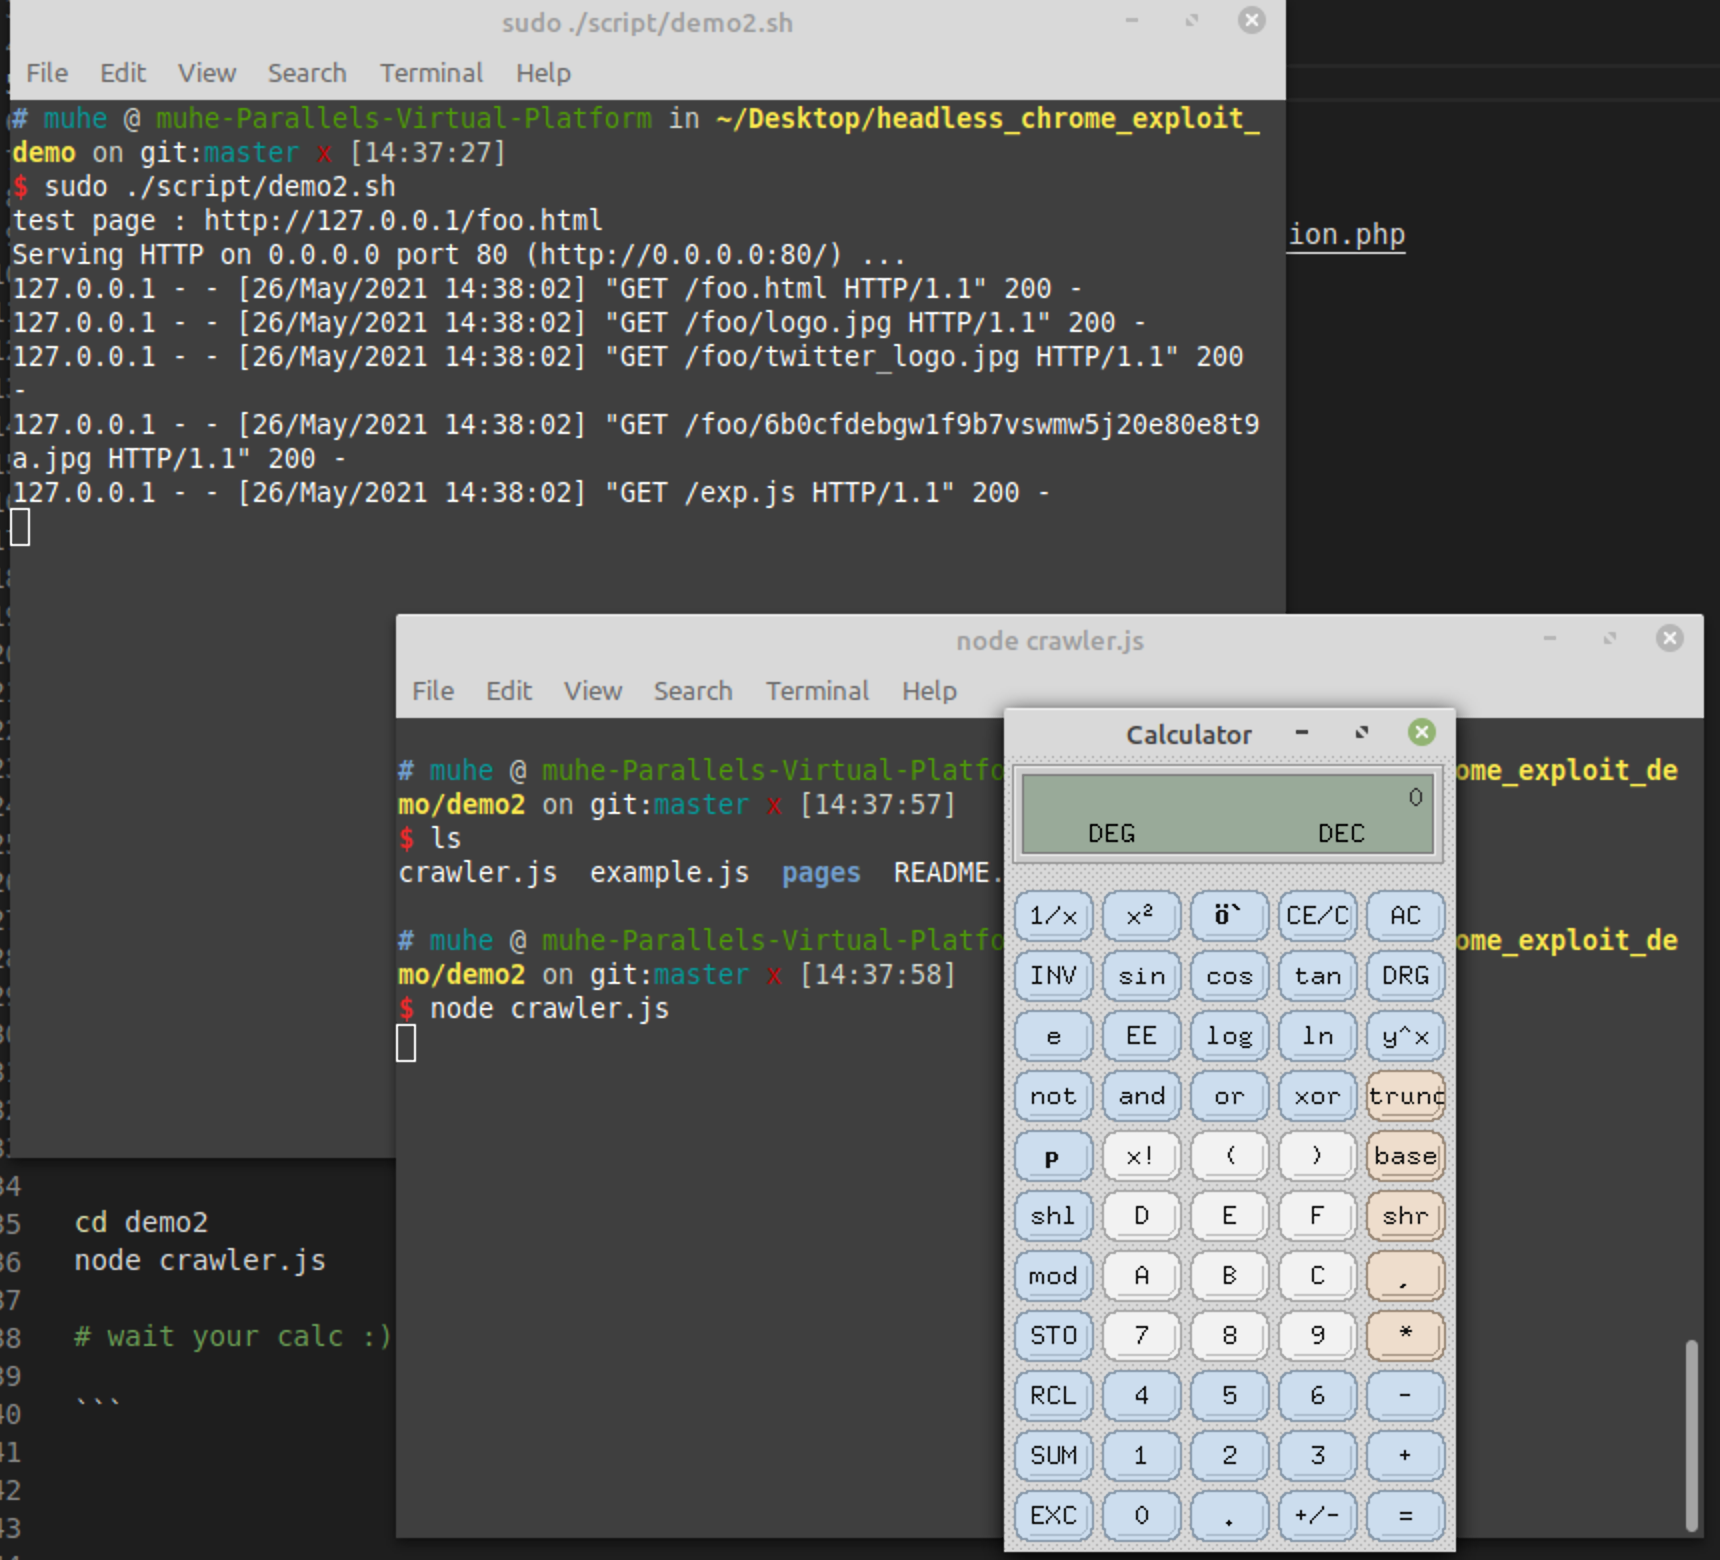 sudo ./script/demo2.sh
File Edit View Search Terminal Help
# muhe @ muhe-Parallels-Virtual-Platform in ~/Desktop/headless_chrome_exploit_
demo on git:master x [14:37:27]
$ sudo ./script/demo2.sh
test page : http://127.0.0.1/foo.html
Serving HTTP on 0.0.0.0 port 80 (http://0.0.0.0:80/) ...
127.0.0.1 - - [26/May/2021 14:38:02] "GET /foo.html HTTP/1.1" 200 -
127.0.0.1 - - [26/May/2021 14:38:02] "GET /foo/logo.jpg HTTP/1.1" 200 -
127.0.0.1 - - [26/May/2021 14:38:02] "GET /foo/twitter_logo.jpg HTTP/1.1" 200
-
127.0.0.1 - - [26/May/2021 14:38:02] "GET /foo/6b0cfdebgw1f9b7vswmw5j20e80e8t9
a.jpg HTTP/1.1" 200 -
127.0.0.1 - - [26/May/2021 14:38:02] "GET /exp.js HTTP/1.1" 200 -
ion.php
node crawler.js
File Edit View Search Terminal Help
# muhe @ muhe-Parallels-Virtual-Platfo ome_exploit_de
mo/demo2 on git:master x [14:37:57]
$ ls
crawler.js example.js pages README.
# muhe @ muhe-Parallels-Virtual-Platfo ome_exploit_de
mo/demo2 on git:master x [14:37:58]
$ node crawler.js
Calculator
0
DEG DEC
1/x x² ö` CE/C AC
INV sin cos tan DRG
e EE log ln y^x
not and or xor trunc
p x! ( ) base
shl D E F shr
mod A B C ,
STO 7 8 9 *
RCL 4 5 6 -
SUM 1 2 3 +
EXC 0 . +/- =
34
35 cd demo2
36 node crawler.js
37
38 # wait your calc :)
39
40 ```
41
42
43